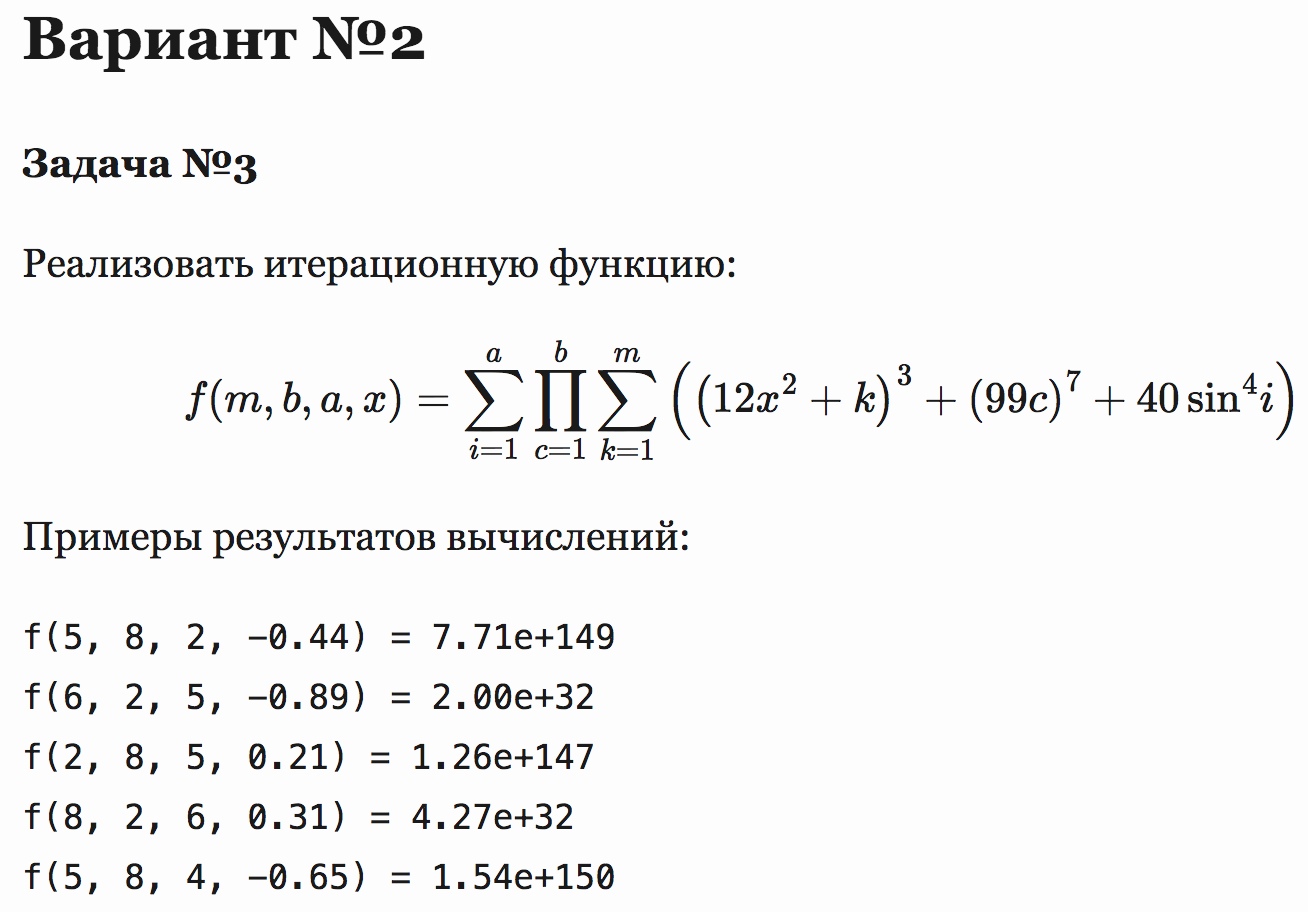 Вариант №2
Задача №3
Реализовать итерационную функцию:
f(m, b, a, x) = \sum_{i=1}^{a} \prod_{c=1}^{b} \sum_{k=1}^{m} \left( \left(12x^2 + k\right)^3 + (99c)^7 + 40 \sin^4 i \right)
Примеры результатов вычислений:
f(5, 8, 2, −0.44) = 7.71e+149
f(6, 2, 5, −0.89) = 2.00e+32
f(2, 8, 5, 0.21) = 1.26e+147
f(8, 2, 6, 0.31) = 4.27e+32
f(5, 8, 4, −0.65) = 1.54e+150